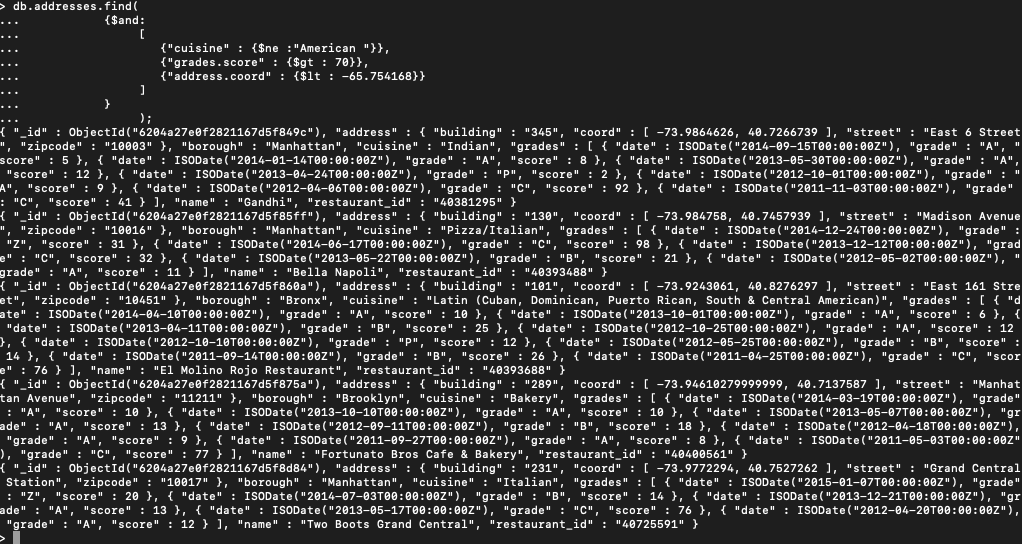 > db.addresses.find(
... {$and:
... [
... {"cuisine" : {$ne :"American "}},
... {"grades.score" : {$gt : 70}},
... {"address.coord" : {$lt : -65.754168}}
... ]
... }
... );
{ "_id" : ObjectId("6204a27e0f2821167d5f849c"), "address" : { "building" : "345", "coord" : [ -73.9864626, 40.7266739 ], "street" : "East 6 Street
", "zipcode" : "10003" }, "borough" : "Manhattan", "cuisine" : "Indian", "grades" : [ { "date" : ISODate("2014-09-15T00:00:00Z"), "grade" : "A", "
score" : 5 }, { "date" : ISODate("2014-01-14T00:00:00Z"), "grade" : "A", "score" : 8 }, { "date" : ISODate("2013-05-30T00:00:00Z"), "grade" : "A",
"score" : 12 }, { "date" : ISODate("2013-04-24T00:00:00Z"), "grade" : "P", "score" : 2 }, { "date" : ISODate("2012-10-01T00:00:00Z"), "grade" : "
A", "score" : 9 }, { "date" : ISODate("2012-04-06T00:00:00Z"), "grade" : "C", "score" : 92 }, { "date" : ISODate("2011-11-03T00:00:00Z"), "grade"
: "C", "score" : 41 } ], "name" : "Gandhi", "restaurant_id" : "40381295" }
{ "_id" : ObjectId("6204a27e0f2821167d5f85ff"), "address" : { "building" : "130", "coord" : [ -73.984758, 40.7457939 ], "street" : "Madison Avenue
", "zipcode" : "10016" }, "borough" : "Manhattan", "cuisine" : "Pizza/Italian", "grades" : [ { "date" : ISODate("2014-12-24T00:00:00Z"), "grade" :
"Z", "score" : 31 }, { "date" : ISODate("2014-06-17T00:00:00Z"), "grade" : "C", "score" : 98 }, { "date" : ISODate("2013-12-12T00:00:00Z"), "grad
e" : "C", "score" : 32 }, { "date" : ISODate("2013-05-22T00:00:00Z"), "grade" : "B", "score" : 21 }, { "date" : ISODate("2012-05-02T00:00:00Z"), "
grade" : "A", "score" : 11 } ], "name" : "Bella Napoli", "restaurant_id" : "40393488" }
{ "_id" : ObjectId("6204a27e0f2821167d5f860a"), "address" : { "building" : "101", "coord" : [ -73.9243061, 40.8276297 ], "street" : "East 161 Stre
et", "zipcode" : "10451" }, "borough" : "Bronx", "cuisine" : "Latin (Cuban, Dominican, Puerto Rican, South & Central American)", "grades" : [ { "d
ate" : ISODate("2014-04-10T00:00:00Z"), "grade" : "A", "score" : 10 }, { "date" : ISODate("2013-10-01T00:00:00Z"), "grade" : "A", "score" : 6 }, {
"date" : ISODate("2013-04-11T00:00:00Z"), "grade" : "B", "score" : 25 }, { "date" : ISODate("2012-10-25T00:00:00Z"), "grade" : "A", "score" : 12
}, { "date" : ISODate("2012-10-10T00:00:00Z"), "grade" : "P", "score" : 12 }, { "date" : ISODate("2012-05-25T00:00:00Z"), "grade" : "B", "score" :
14 }, { "date" : ISODate("2011-09-14T00:00:00Z"), "grade" : "B", "score" : 26 }, { "date" : ISODate("2011-04-25T00:00:00Z"), "grade" : "C", "scor
e" : 76 } ], "name" : "El Molino Rojo Restaurant", "restaurant_id" : "40393688" }
{ "_id" : ObjectId("6204a27e0f2821167d5f875a"), "address" : { "building" : "289", "coord" : [ -73.94610279999999, 40.7137587 ], "street" : "Manhat
tan Avenue", "zipcode" : "11211" }, "borough" : "Brooklyn", "cuisine" : "Bakery", "grades" : [ { "date" : ISODate("2014-03-19T00:00:00Z"), "grade"
: "A", "score" : 10 }, { "date" : ISODate("2013-10-10T00:00:00Z"), "grade" : "A", "score" : 10 }, { "date" : ISODate("2013-05-07T00:00:00Z"), "gr
ade" : "A", "score" : 13 }, { "date" : ISODate("2012-09-11T00:00:00Z"), "grade" : "B", "score" : 18 }, { "date" : ISODate("2012-04-18T00:00:00Z"),
"grade" : "A", "score" : 9 }, { "date" : ISODate("2011-09-27T00:00:00Z"), "grade" : "A", "score" : 8 }, { "date" : ISODate("2011-05-03T00:00:00Z"
), "grade" : "C", "score" : 77 } ], "name" : "Fortunato Bros Cafe & Bakery", "restaurant_id" : "40400561" }
{ "_id" : ObjectId("6204a27e0f2821167d5f8d84"), "address" : { "building" : "231", "coord" : [ -73.9772294, 40.7527262 ], "street" : "Grand Central
Station", "zipcode" : "10017" }, "borough" : "Manhattan", "cuisine" : "Italian", "grades" : [ { "date" : ISODate("2015-01-07T00:00:00Z"), "grade"
: "Z", "score" : 20 }, { "date" : ISODate("2014-07-03T00:00:00Z"), "grade" : "B", "score" : 14 }, { "date" : ISODate("2013-12-21T00:00:00Z"), "gr
ade" : "A", "score" : 13 }, { "date" : ISODate("2013-05-17T00:00:00Z"), "grade" : "C", "score" : 76 }, { "date" : ISODate("2012-04-20T00:00:00Z"),
"grade" : "A", "score" : 12 } ], "name" : "Two Boots Grand Central", "restaurant_id" : "40725591" }
>